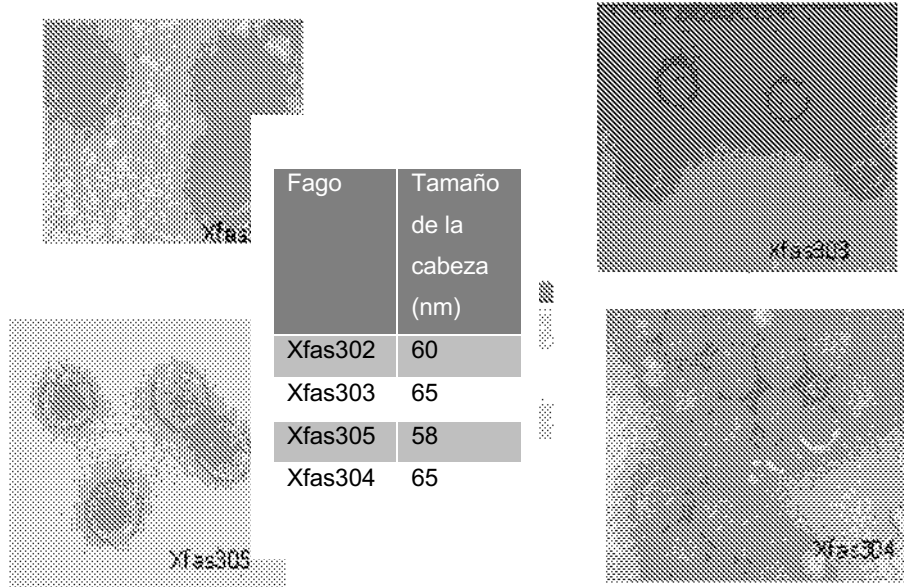 Xfas
Xfas303
Fago Tamaño
de la
cabeza
(nm)
Xfas302 60
Xfas303 65
Xfas305 58
Xfas304 65
Xfas305
Xfas304